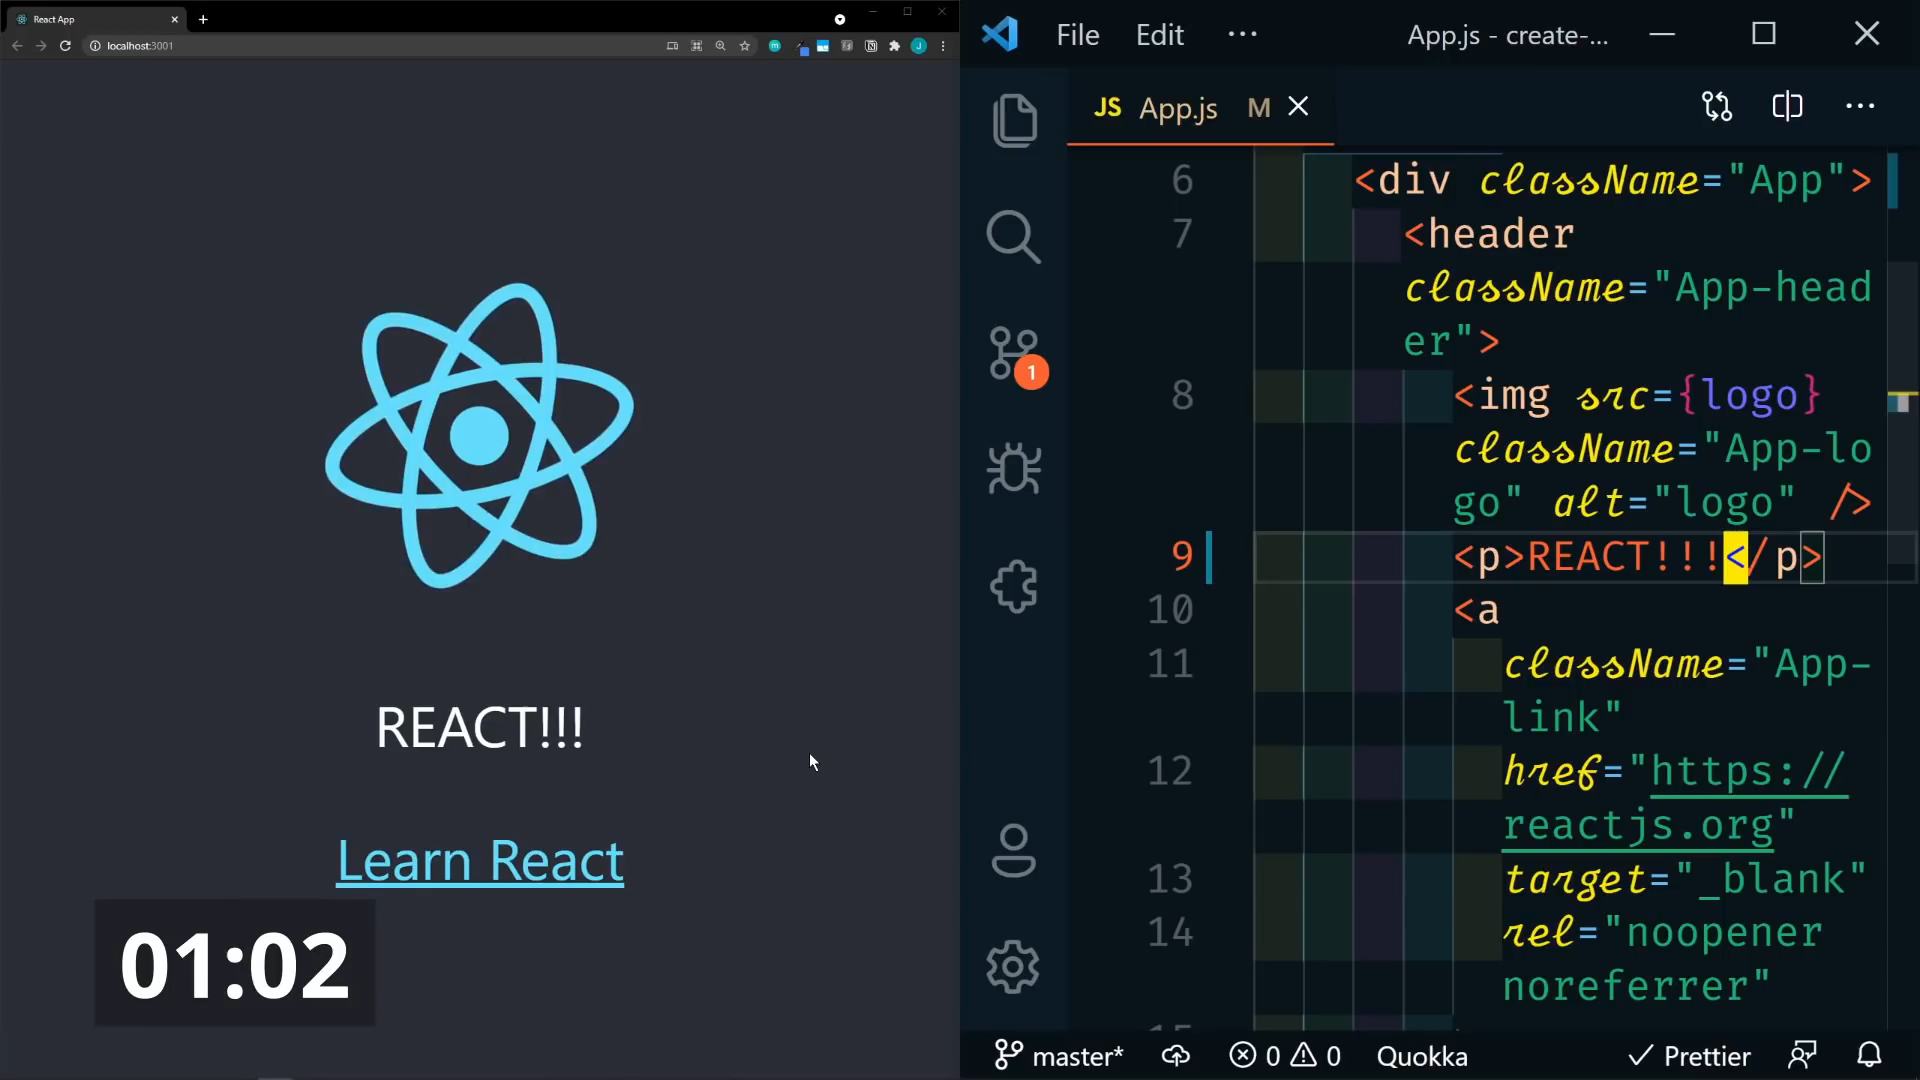 React App
localhost:3001
J
REACT!!!
Learn React
01:02
File Edit ···
App.js - create-...
JS App.js M
6 <div className="App">
7 <header
className="App-head
er">
8 <img src={logo}
className="App-lo
go" alt="logo" />
9 <p>REACT!!!</p>
10 <a
11 className="App-
link"
12 href="https://
reactjs.org"
13 target="_blank"
14 rel="noopener
noreferrer"
1
master* 0 0 Quokka Prettier